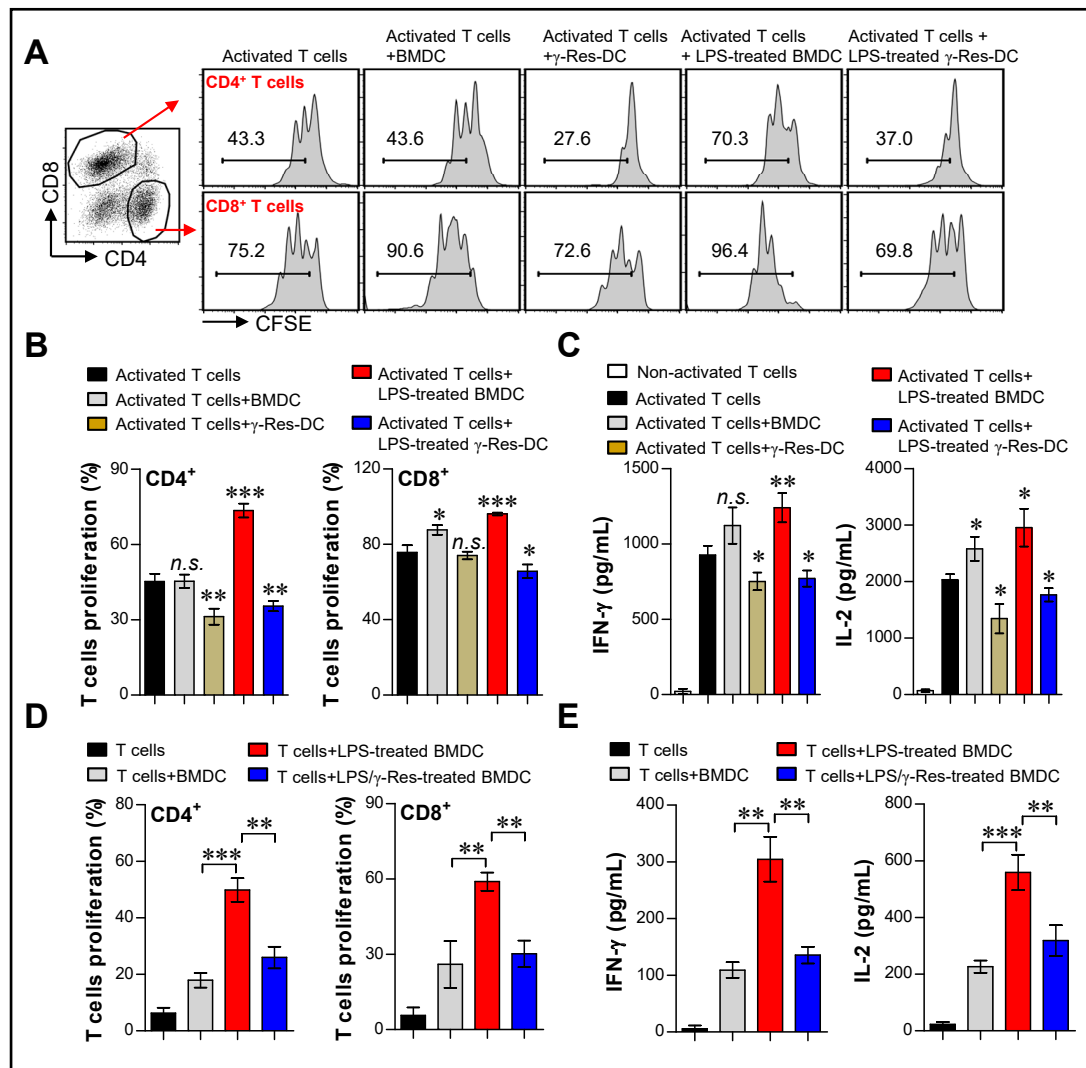 A
Activated T cells
Activated T cells
+BMDC
Activated T cells
+γ-Res-DC
Activated T cells
+ LPS-treated BMDC
Activated T cells +
LPS-treated γ-Res-DC
CD4+ T cells
43.3
43.6
27.6
70.3
37.0
CD8
CD4
CD8+ T cells
75.2
90.6
72.6
96.4
69.8
CFSE
B
Activated T cells
Activated T cells+BMDC
Activated T cells+γ-Res-DC
Activated T cells+
LPS-treated BMDC
Activated T cells+
LPS-treated γ-Res-DC
T cells proliferation (%)
CD4+
90
60
30
0
n.s.
**
***
**
T cells proliferation (%)
CD8+
120
80
40
0
*
n.s.
***
*
C
Non-activated T cells
Activated T cells
Activated T cells+BMDC
Activated T cells+γ-Res-DC
Activated T cells+
LPS-treated BMDC
Activated T cells+
LPS-treated γ-Res-DC
IFN-γ (pg/mL)
1500
1000
500
0
n.s.
*
**
*
IL-2 (pg/mL)
4000
3000
2000
1000
0
*
*
*
*
D
T cells
T cells+BMDC
T cells+LPS-treated BMDC
T cells+LPS/γ-Res-treated BMDC
T cells proliferation (%)
CD4+
80
60
40
20
0
***
**
T cells proliferation (%)
CD8+
90
60
30
0
**
**
E
T cells
T cells+BMDC
T cells+LPS-treated BMDC
T cells+LPS/γ-Res-treated BMDC
IFN-γ (pg/mL)
400
300
200
100
0
**
**
IL-2 (pg/mL)
800
600
400
200
0
***
**